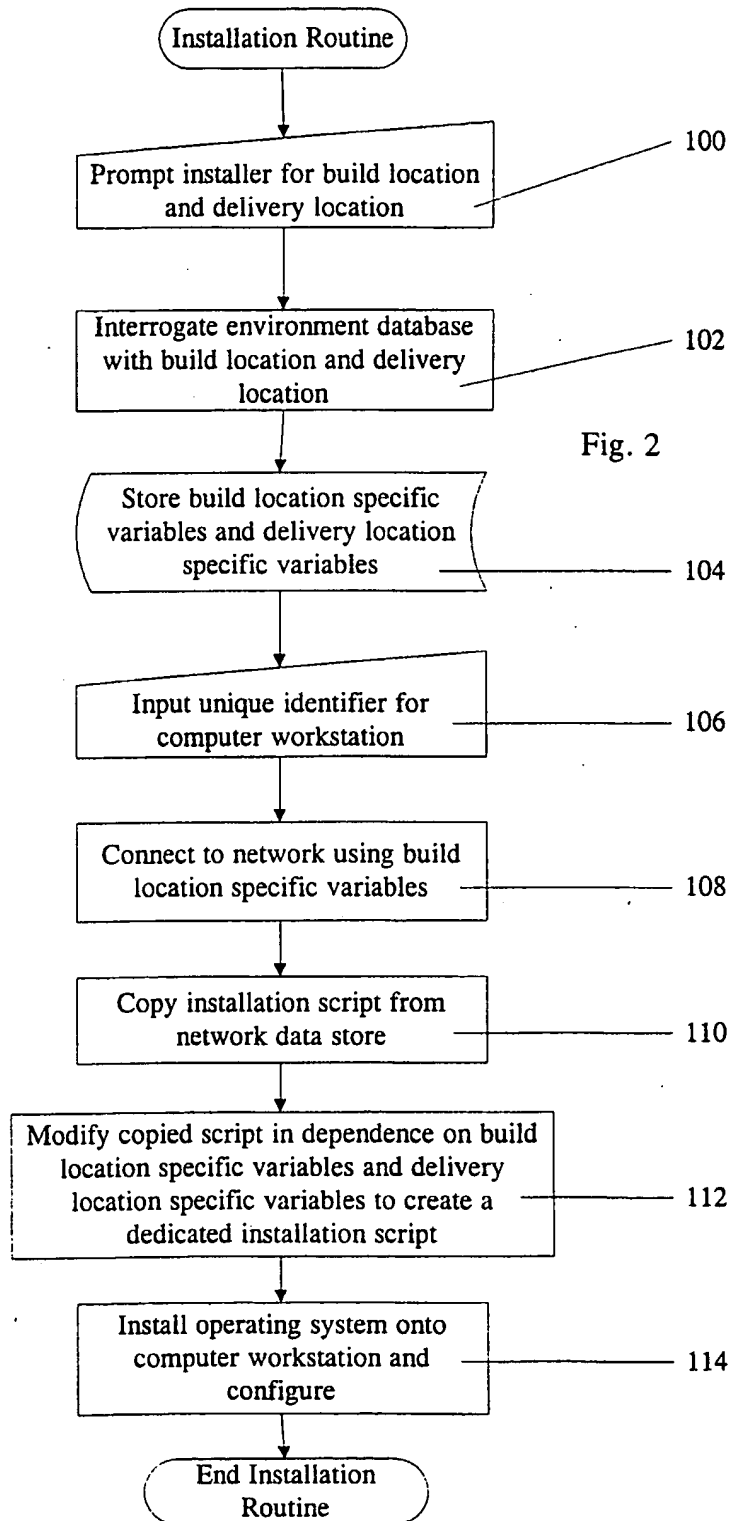 Installation Routine
100
Prompt installer for build location
and delivery location
Interrogate environment database
with build location and delivery
location
102
Fig. 2
Store build location specific
variables and delivery location
specific variables
104
Input unique identifier for
computer workstation
106
Connect to network using build
location specific variables
108
Copy installation script from
network data store
110
Modify copied script in dependence on build
location specific variables and delivery
location specific variables to create a
dedicated installation script
112
Install operating system onto
computer workstation and
configure
114
End Installation
Routine